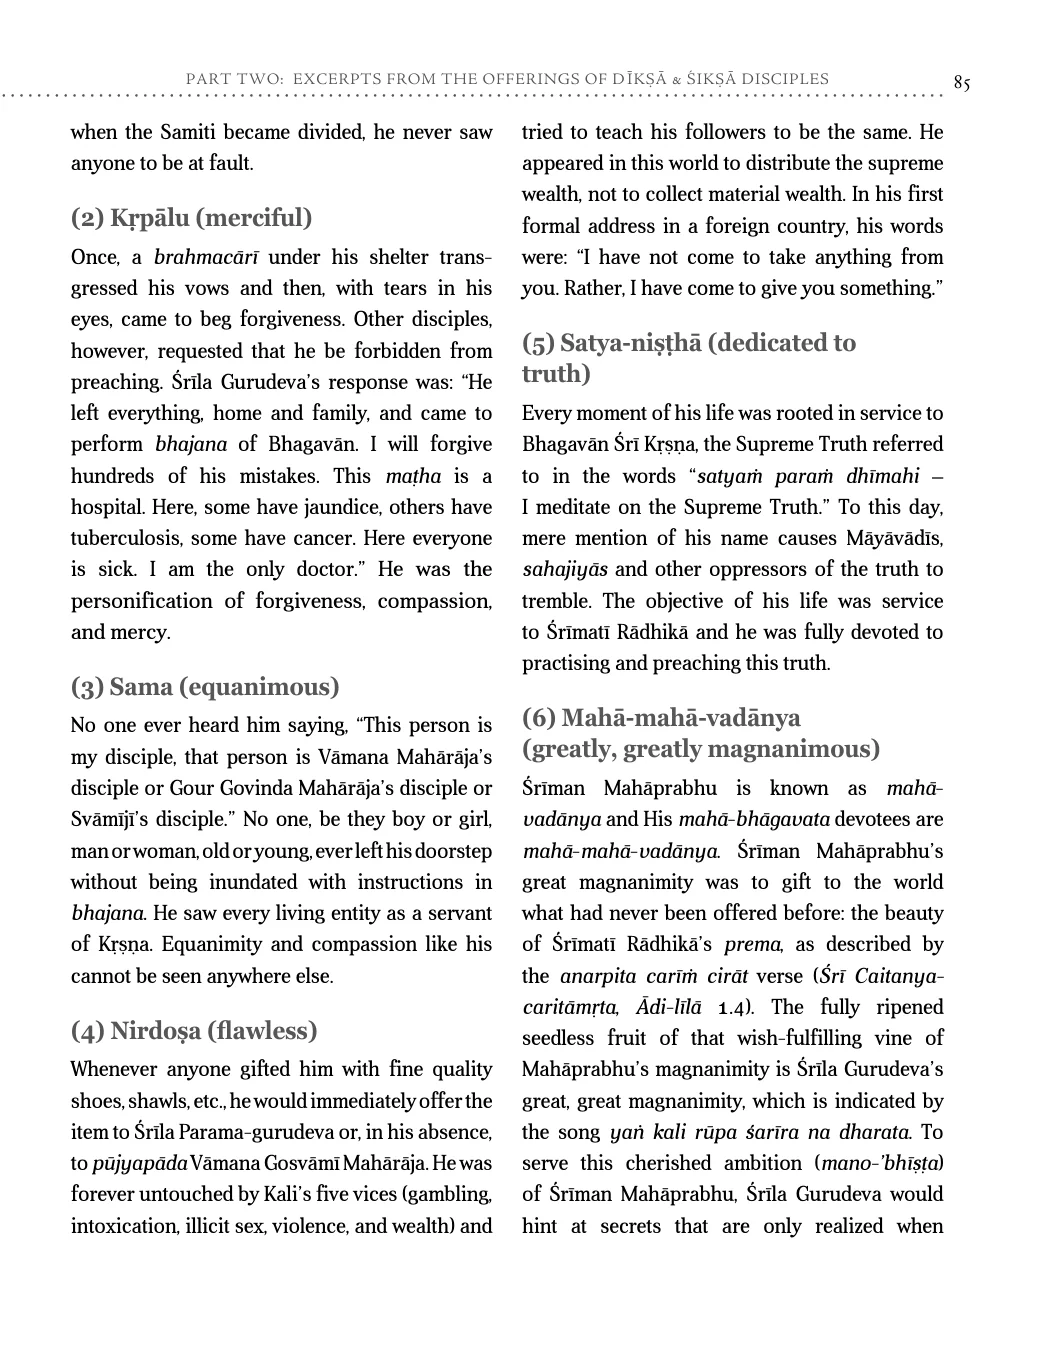 PART TWO: EXCERPTS FROM THE OFFERINGS OF DĪKṢĀ & ŚIKṢĀ DISCIPLES 85
when the Samiti became divided, he never saw
anyone to be at fault.
(2) Kṛpālu (merciful)
Once, a brahmacārī under his shelter trans-
gressed his vows and then, with tears in his
eyes, came to beg forgiveness. Other disciples,
however, requested that he be forbidden from
preaching. Śrīla Gurudeva’s response was: “He
left everything, home and family, and came to
perform bhajana of Bhagavān. I will forgive
hundreds of his mistakes. This maṭha is a
hospital. Here, some have jaundice, others have
tuberculosis, some have cancer. Here everyone
is sick. I am the only doctor.” He was the
personification of forgiveness, compassion,
and mercy.
(3) Sama (equanimous)
No one ever heard him saying, “This person is
my disciple, that person is Vāmana Mahārāja’s
disciple or Gour Govinda Mahārāja’s disciple or
Svāmījī’s disciple.” No one, be they boy or girl,
man or woman, old or young, ever left his doorstep
without being inundated with instructions in
bhajana. He saw every living entity as a servant
of Kṛṣṇa. Equanimity and compassion like his
cannot be seen anywhere else.
(4) Nirdoṣa (flawless)
Whenever anyone gifted him with fine quality
shoes, shawls, etc., he would immediately offer the
item to Śrīla Parama-gurudeva or, in his absence,
to pūjyapāda Vāmana Gosvāmī Mahārāja. He was
forever untouched by Kali’s five vices (gambling,
intoxication, illicit sex, violence, and wealth) and
tried to teach his followers to be the same. He
appeared in this world to distribute the supreme
wealth, not to collect material wealth. In his first
formal address in a foreign country, his words
were: “I have not come to take anything from
you. Rather, I have come to give you something.”
(5) Satya-niṣṭhā (dedicated to
truth)
Every moment of his life was rooted in service to
Bhagavān Śrī Kṛṣṇa, the Supreme Truth referred
to in the words “satyaṁ paraṁ dhīmahi –
I meditate on the Supreme Truth.” To this day,
mere mention of his name causes Māyāvādīs,
sahajiyās and other oppressors of the truth to
tremble. The objective of his life was service
to Śrīmatī Rādhikā and he was fully devoted to
practising and preaching this truth.
(6) Mahā-mahā-vadānya
(greatly, greatly magnanimous)
Śrīman Mahāprabhu is known as mahā-
vadānya and His mahā-bhāgavata devotees are
mahā-mahā-vadānya. Śrīman Mahāprabhu’s
great magnanimity was to gift to the world
what had never been offered before: the beauty
of Śrīmatī Rādhikā’s prema, as described by
the anarpita carīṁ cirāt verse (Śrī Caitanya-
caritāmṛta, Ādi-līlā 1.4). The fully ripened
seedless fruit of that wish-fulfilling vine of
Mahāprabhu’s magnanimity is Śrīla Gurudeva’s
great, great magnanimity, which is indicated by
the song yaṅ kali rūpa śarīra na dharata. To
serve this cherished ambition (mano-’bhīṣṭa)
of Śrīman Mahāprabhu, Śrīla Gurudeva would
hint at secrets that are only realized when